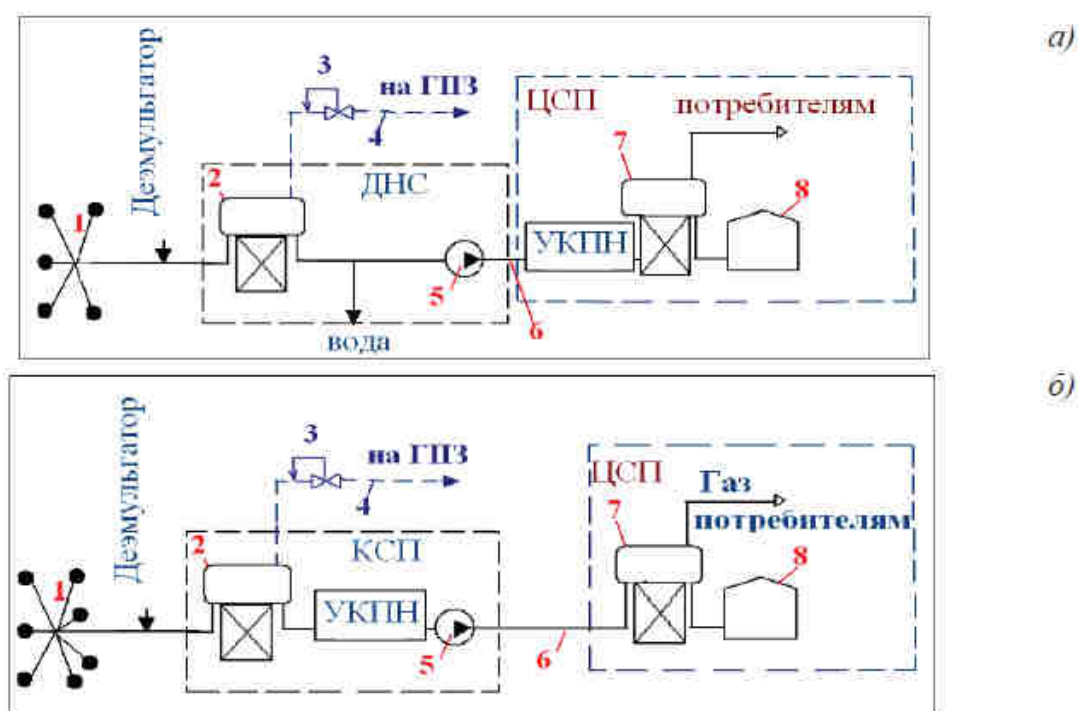 а)
Деэмульгатор
3
на ГПЗ
4
ЦСП
потребителям
7
2
ДНС
8
1
УКПН
5
6
вода
б)
Деэмульгатор
3
на ГПЗ
4
ЦСП
Газ
потребителям
7
2
КСП
8
1
УКПН
5
6